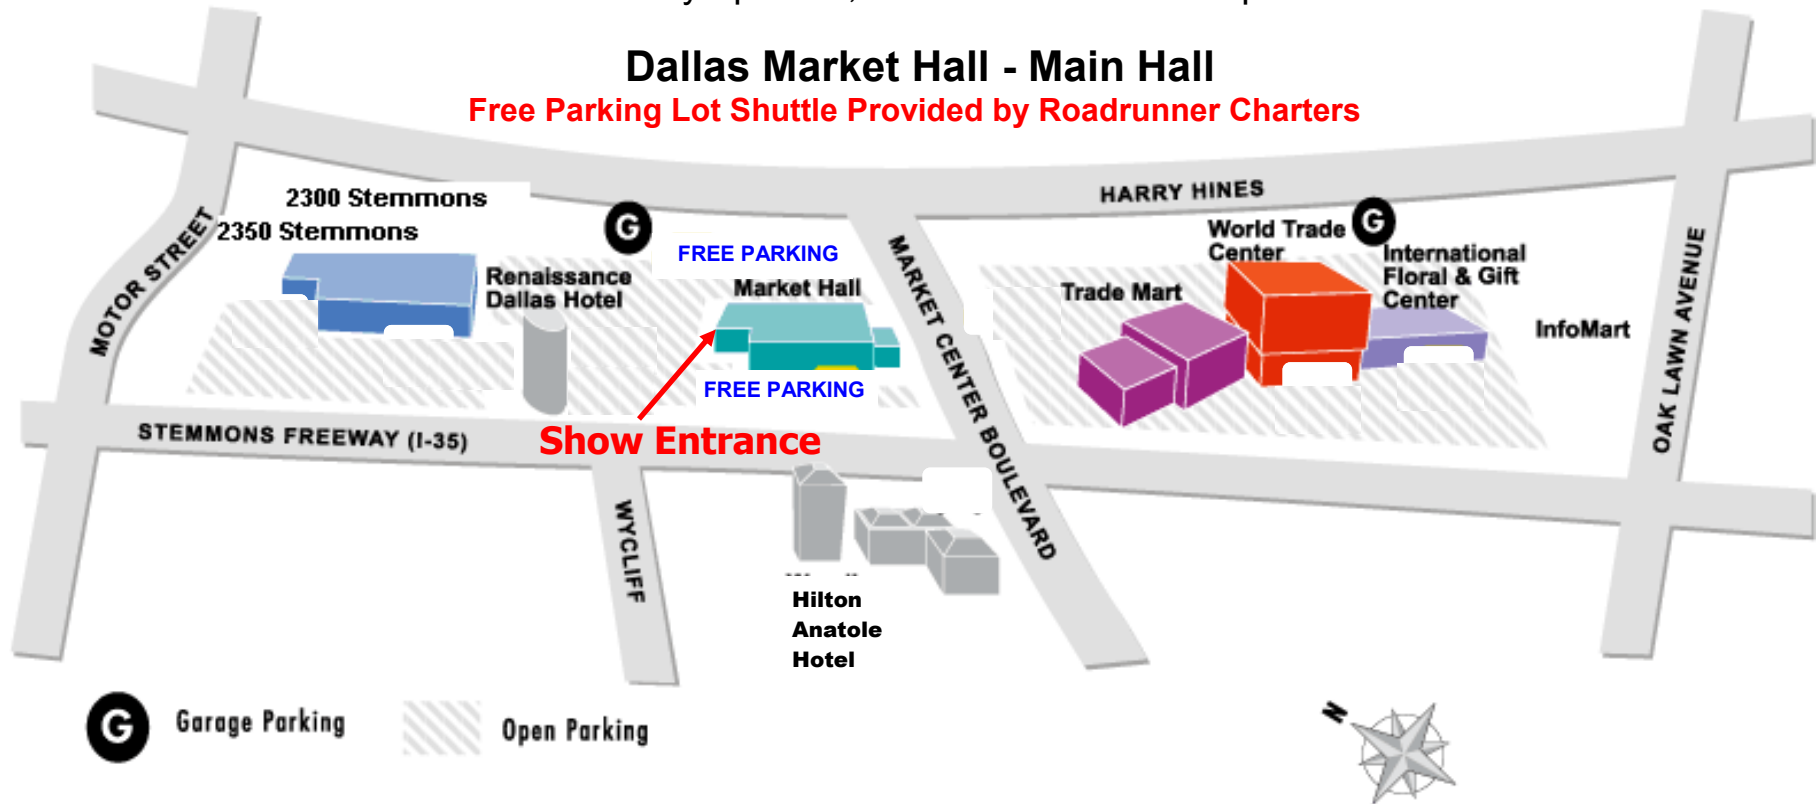 Dallas Market Hall - Main Hall
Free Parking Lot Shuttle Provided by Roadrunner Charters
HARRY HINES
2300 Stemmons
2350 Stemmons
MOTOR STREET
G
FREE PARKING
Renaissance
Dallas Hotel
Market Hall
MARKET CENTER BOULEVARD
World Trade
Center
G
International
Floral & Gift
Center
Trade Mart
InfoMart
OAK LAWN AVENUE
FREE PARKING
Show Entrance
STEMMONS FREEWAY (I-35)
WYCLIFF
Hilton
Anatole
Hotel
G Garage Parking
Open Parking
N